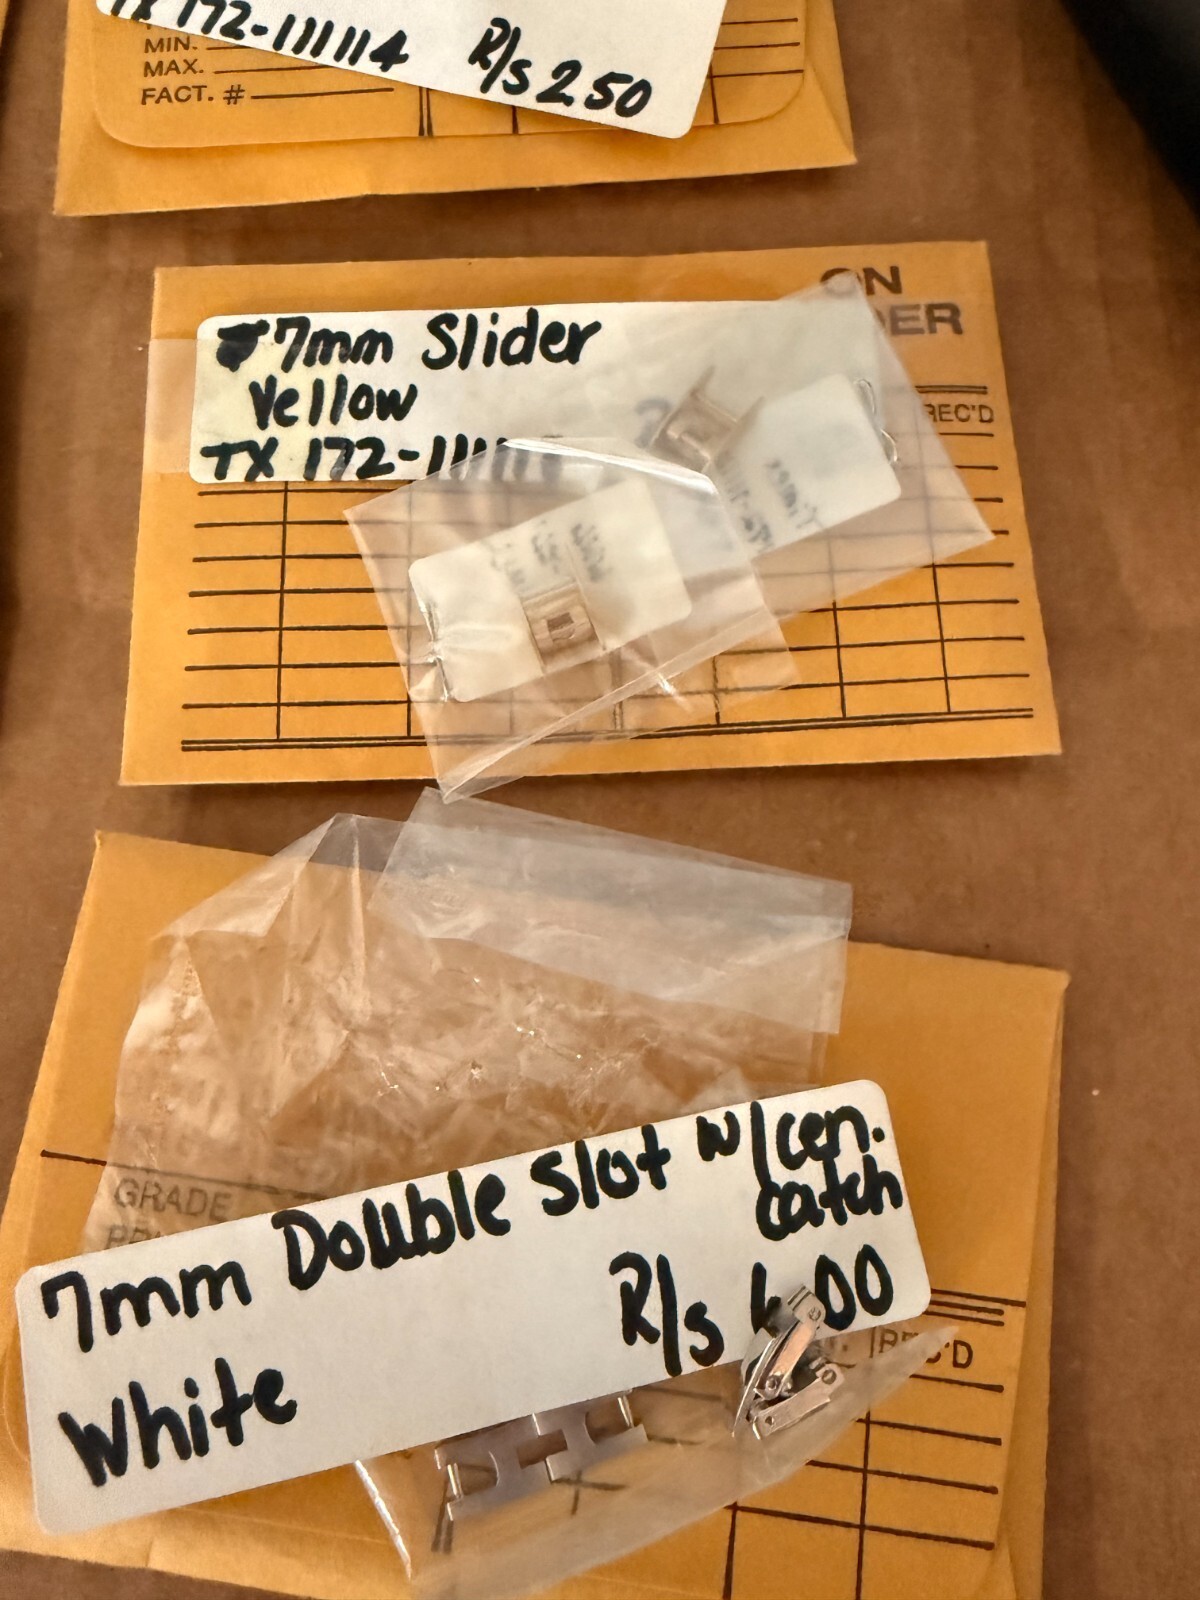 TX 172-111114 R/s 2.50
MIN.
MAX.
FACT. #
ON
7mm Slider
Yellow
TX 172-
REC'D
GRADE
7mm Double Slot w/cen.
catch
R/s 6.00
White
REC'D